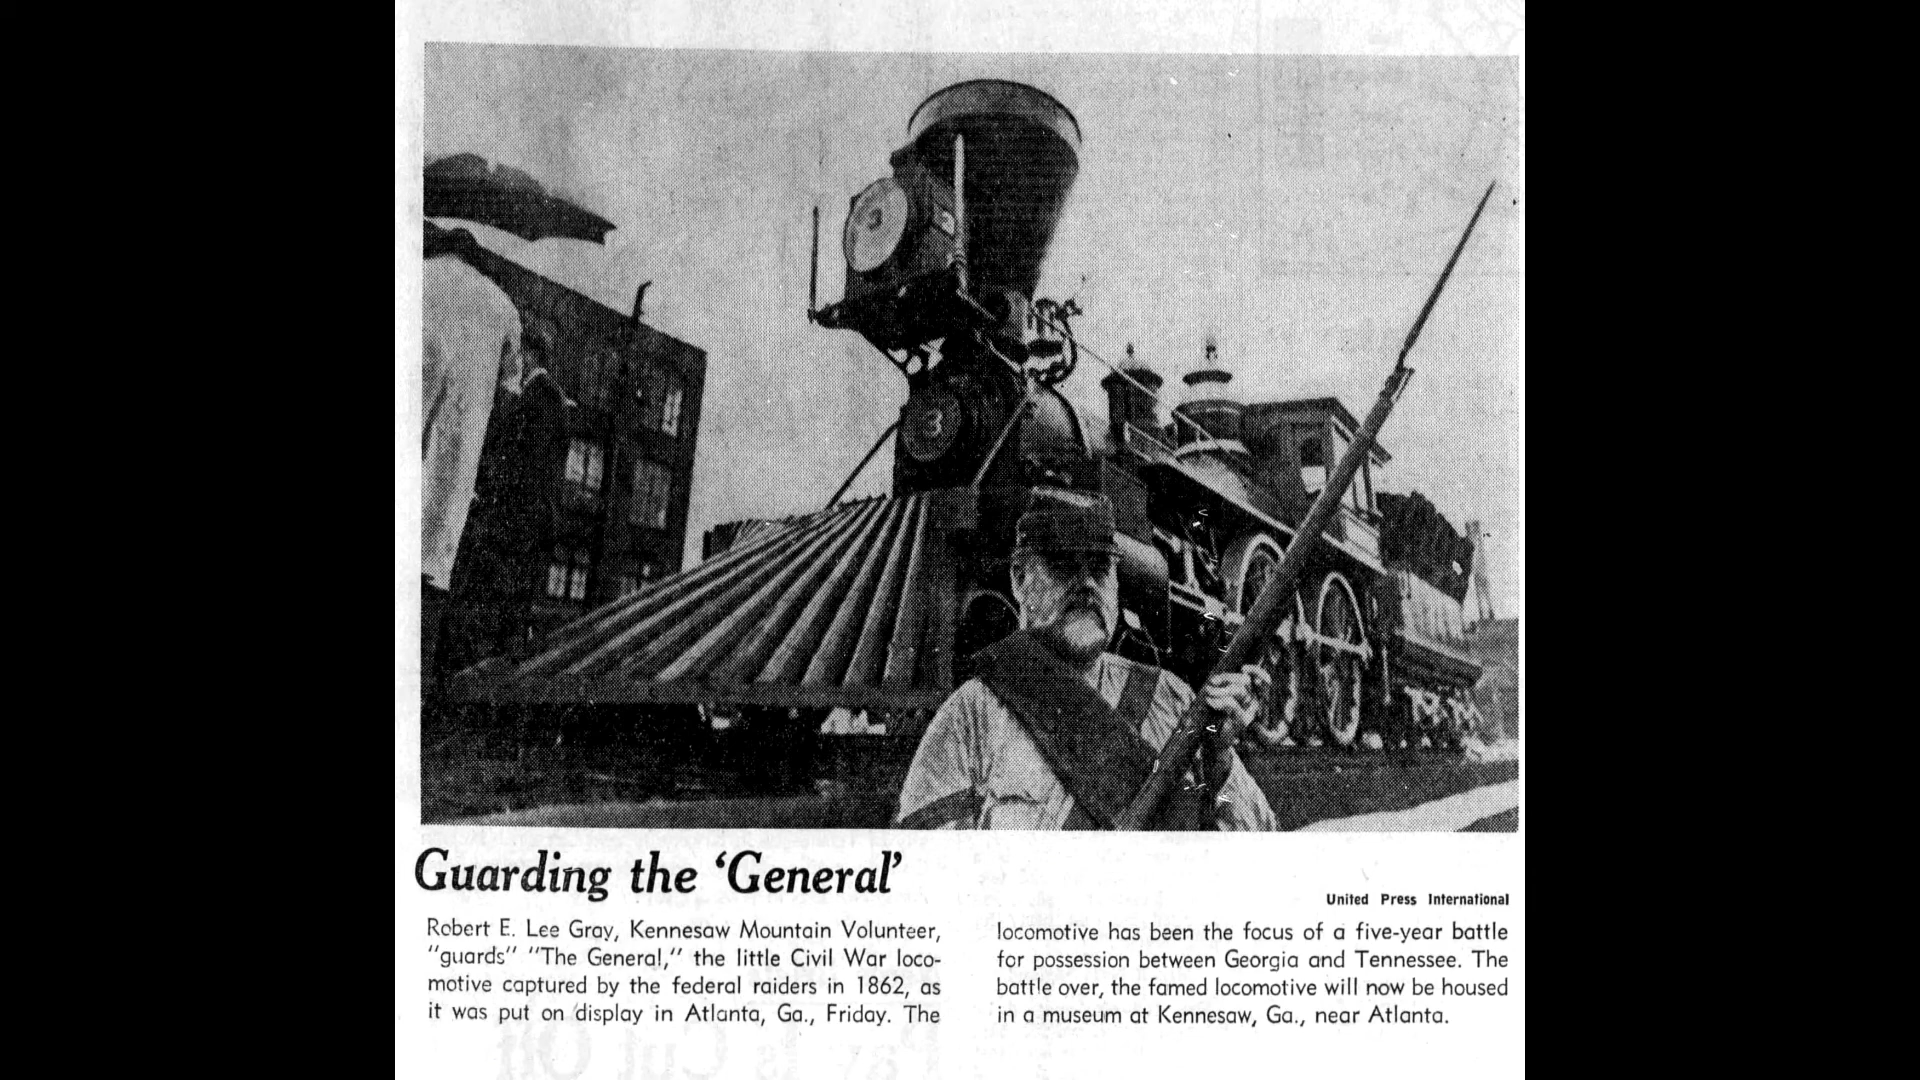 3
3
Guarding the ‘General’
United Press International
Robert E. Lee Gray, Kennesaw Mountain Volunteer,
"guards" "The General," the little Civil War loco-
motive captured by the federal raiders in 1862, as
it was put on display in Atlanta, Ga., Friday. The
locomotive has been the focus of a five-year battle
for possession between Georgia and Tennessee. The
battle over, the famed locomotive will now be housed
in a museum at Kennesaw, Ga., near Atlanta.